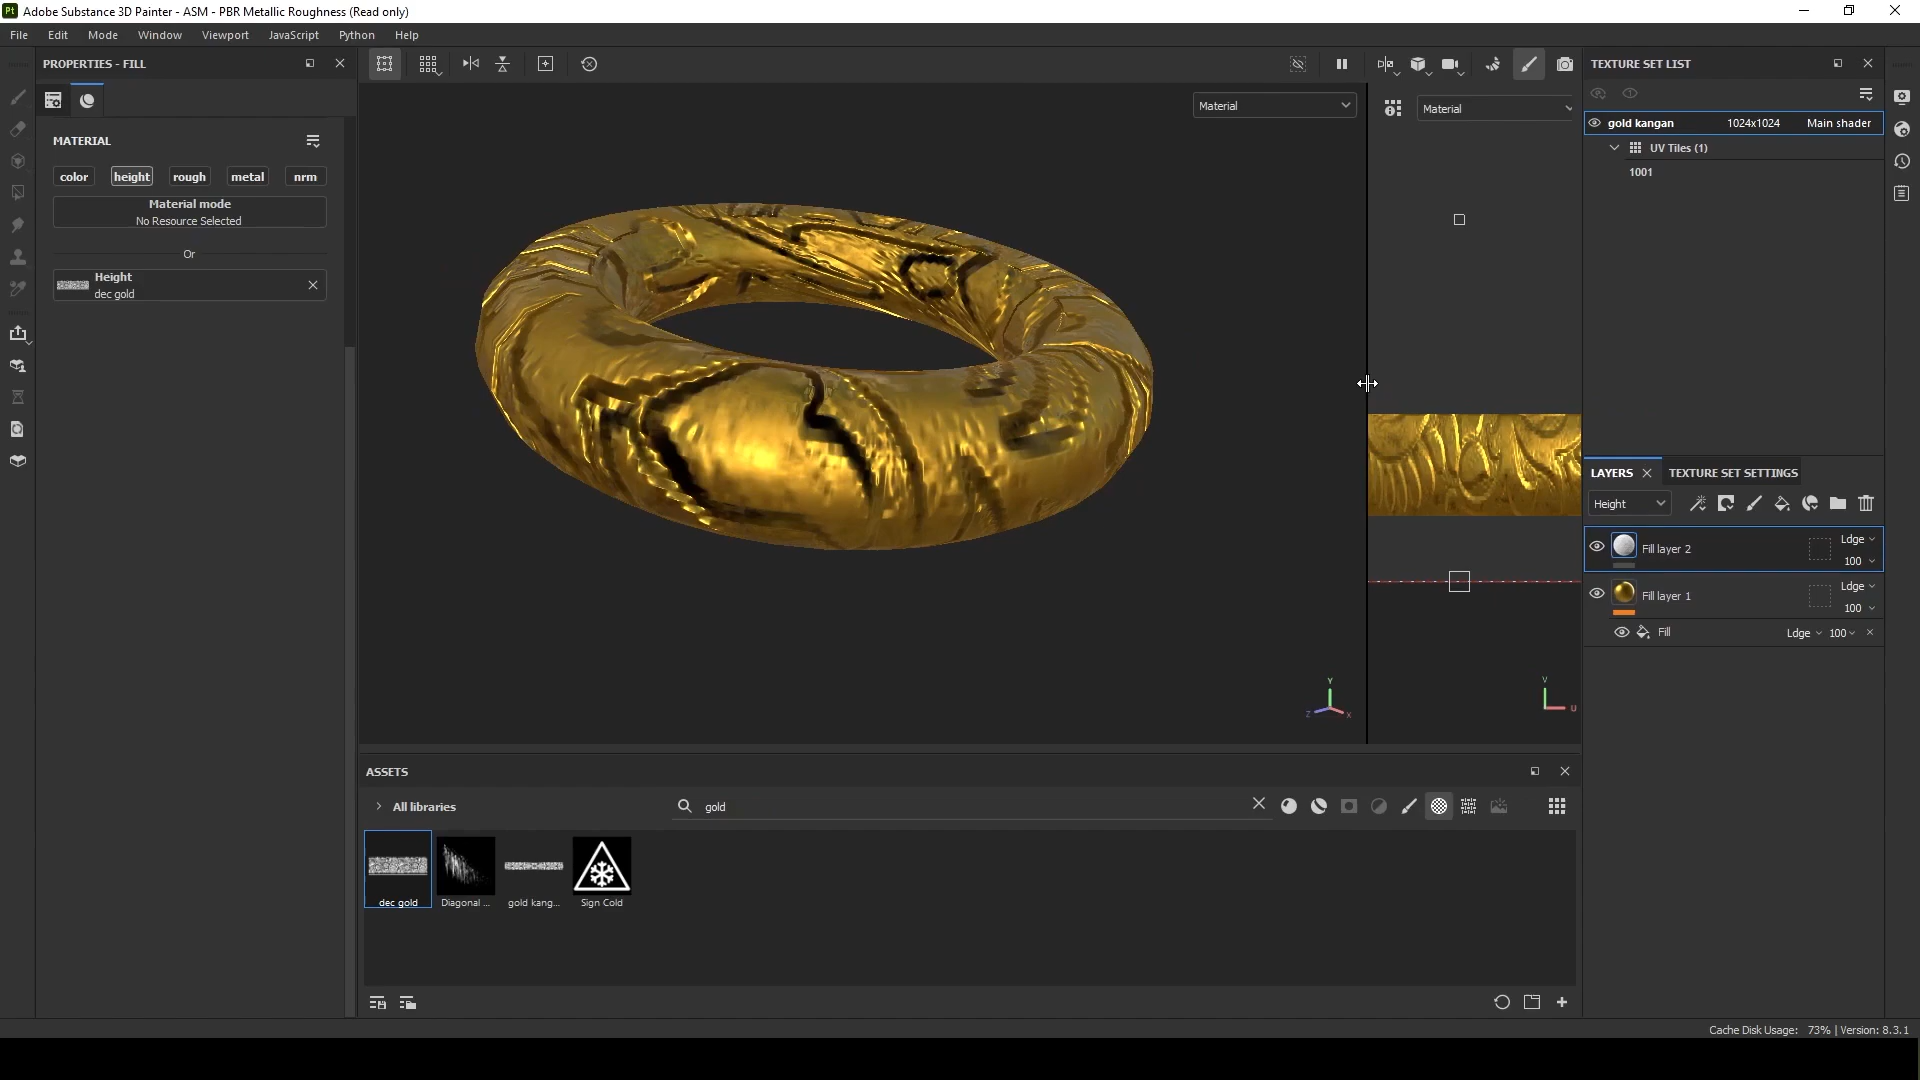 Pt Adobe Substance 3D Painter - ASM - PBR Metallic Roughness (Read only)
File Edit Mode Window Viewport JavaScript Python Help
PROPERTIES - FILL
MATERIAL
color height rough metal nrm
Material mode
No Resource Selected
Or
Height
dec gold
Material
Material
Y
Z X
V
U
ASSETS
All libraries
gold
dec gold Diagonal ... gold kang... Sign Cold
TEXTURE SET LIST
gold kangan 1024x1024 Main shader
UV Tiles (1)
1001
LAYERS TEXTURE SET SETTINGS
Height
Ldge
Fill layer 2
100
Ldge
Fill layer 1
100
Fill Ldge 100
Cache Disk Usage: 73% | Version: 8.3.1